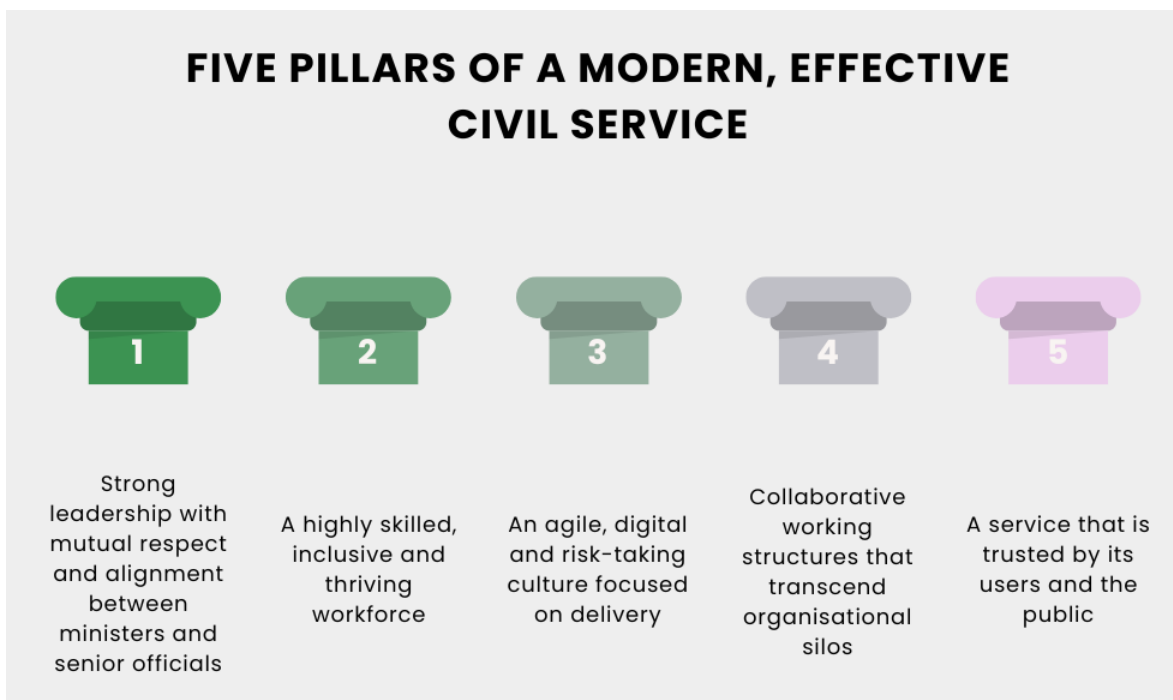 FIVE PILLARS OF A MODERN, EFFECTIVE
CIVIL SERVICE
1
2
3
4
5
Strong
leadership with
mutual respect
and alignment
between
ministers and
senior officials
A highly skilled,
inclusive and
thriving
workforce
An agile, digital
and risk-taking
culture focused
on delivery
Collaborative
working
structures that
transcend
organisational
silos
A service that is
trusted by its
users and the
public